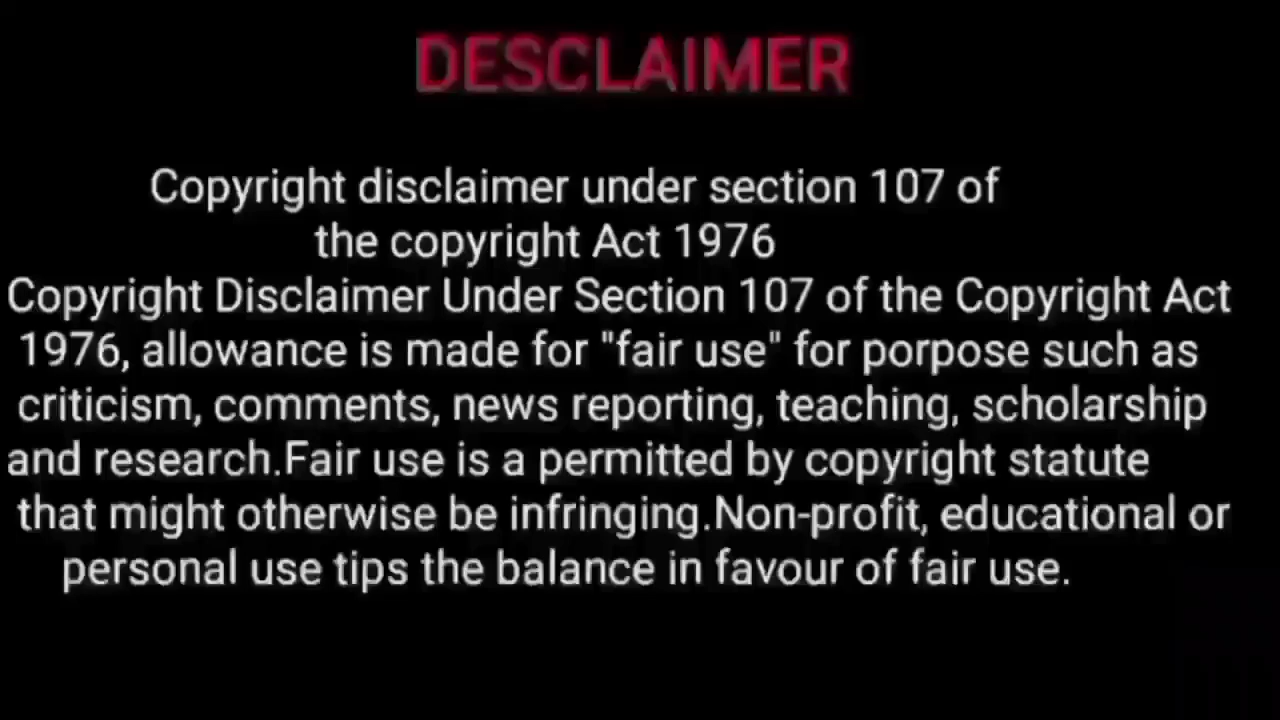 DESCLAIMER
Copyright disclaimer under section 107 of
the copyright Act 1976
Copyright Disclaimer Under Section 107 of the Copyright Act
1976, allowance is made for "fair use" for porpose such as
criticism, comments, news reporting, teaching, scholarship
and research.Fair use is a permitted by copyright statute
that might otherwise be infringing.Non-profit, educational or
personal use tips the balance in favour of fair use.